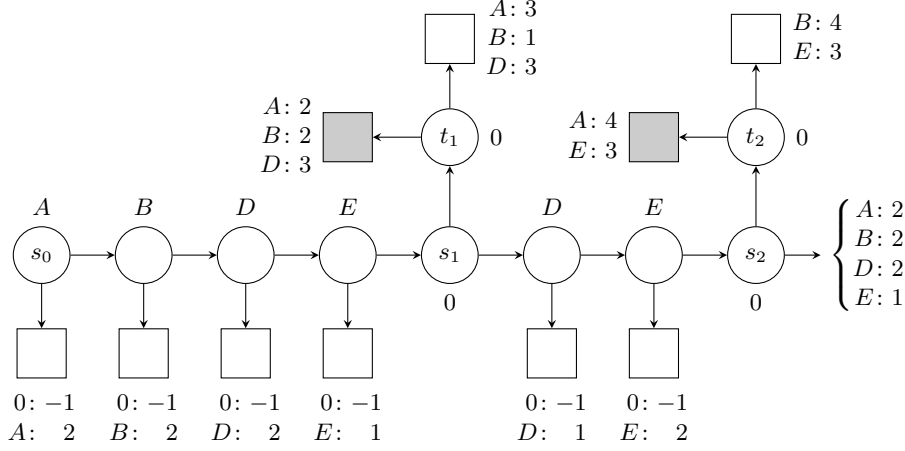 A: 3
B: 1
D: 3
B: 4
E: 3
A: 2
B: 2
D: 3
t₁
0
A: 4
E: 3
t₂
0
A
B
D
E
D
E
s₀
s₁
s₂
0
0
A: 2
B: 2
D: 2
E: 1
0: −1
A: 2
0: −1
B: 2
0: −1
D: 2
0: −1
E: 1
0: −1
D: 1
0: −1
E: 2